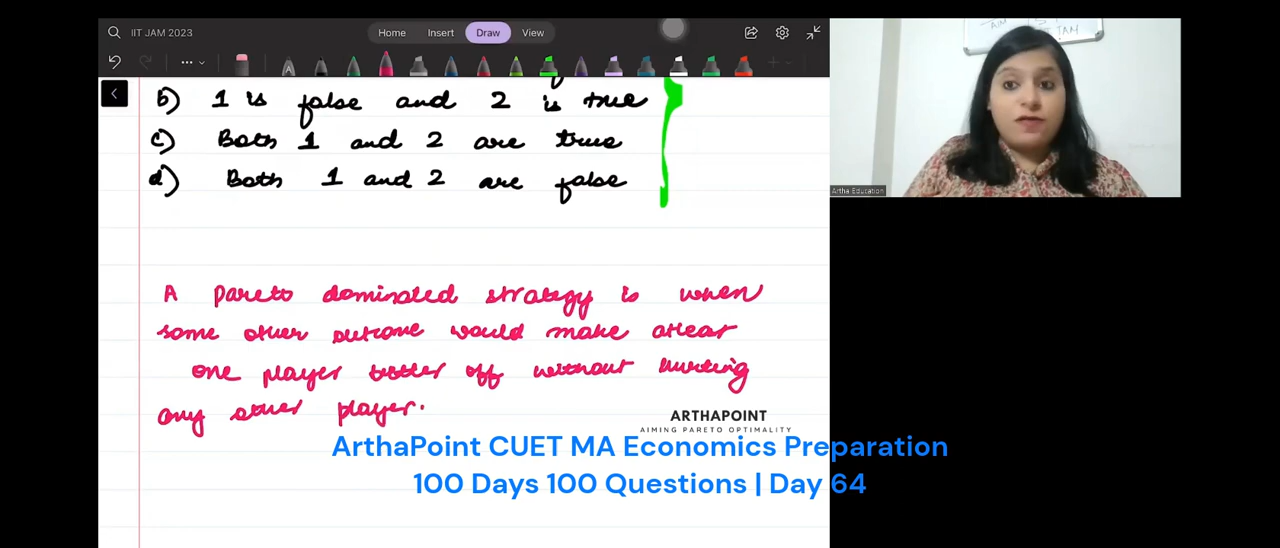 IIT JAM 2023
Home Insert Draw View
b) 1 is false and 2 is true
c) Both 1 and 2 are true
d) Both 1 and 2 are false
Artha Education
A pareto dominated strategy is when
some other outcome would make atleast
one player better off without hurting
any other player.
ARTHAPOINT
AIMING PARETO OPTIMALITY
ArthaPoint CUET MA Economics Preparation
100 Days 100 Questions | Day 64